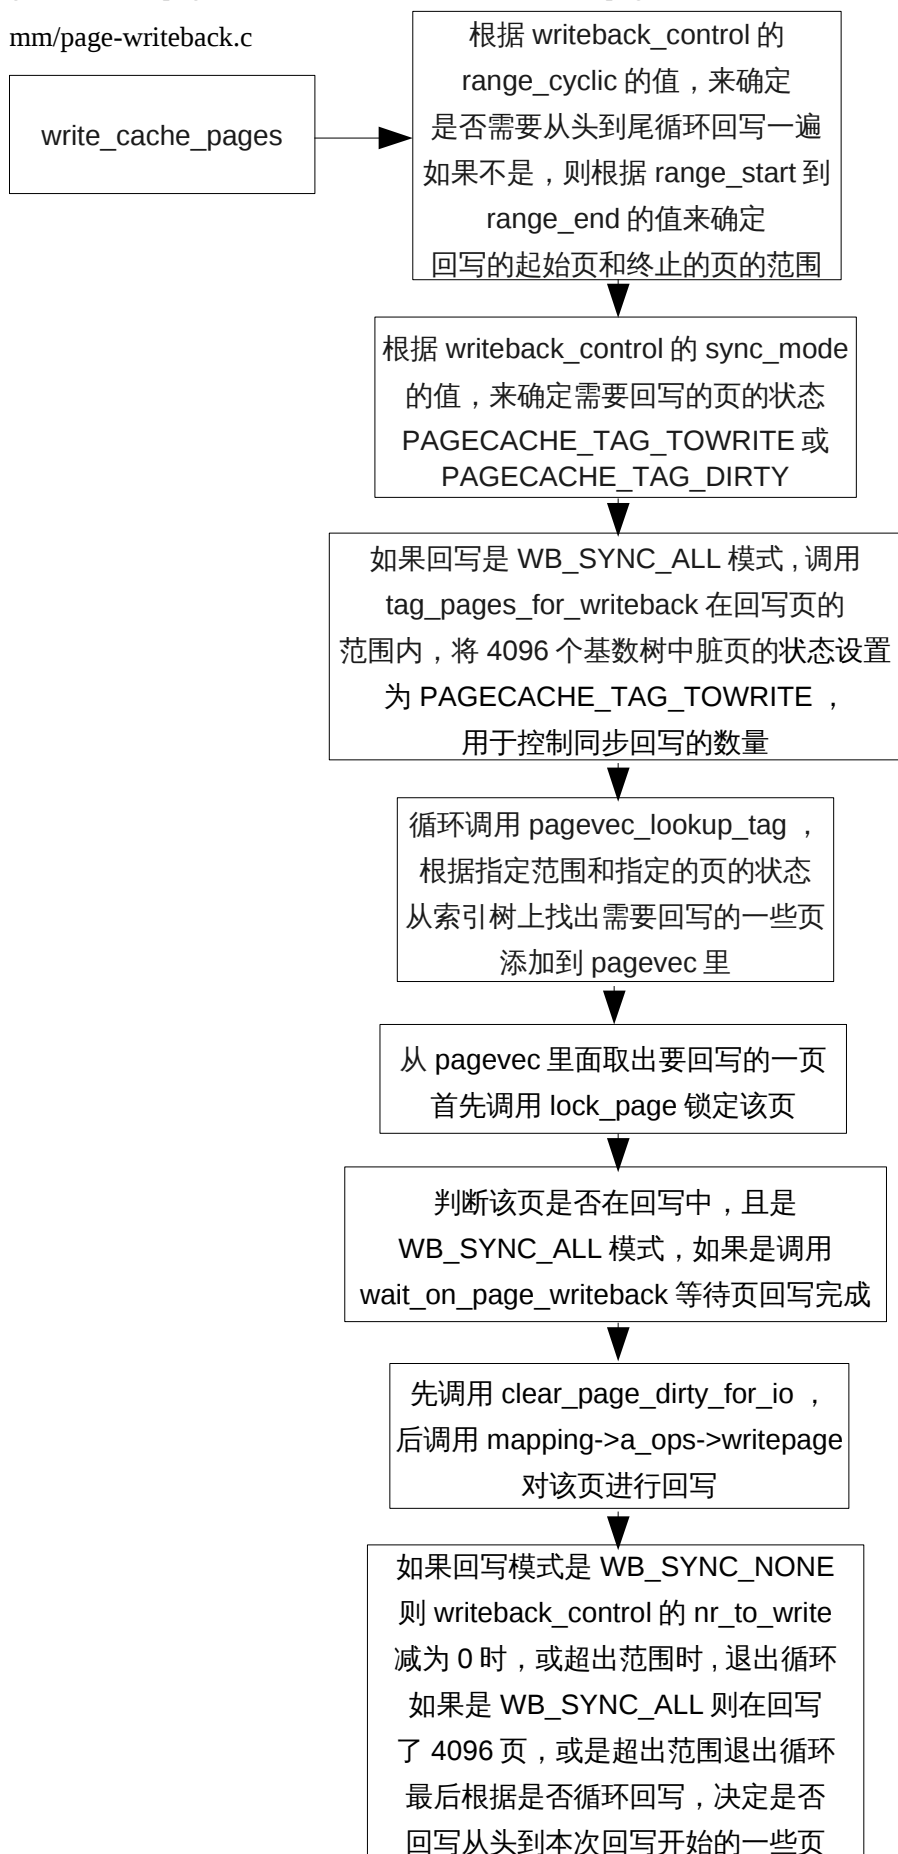 mm/page-writeback.c
write_cache_pages
根据 writeback_control 的
range_cyclic 的值，来确定
是否需要从头到尾循环回写一遍
如果不是，则根据 range_start 到
range_end 的值来确定
回写的起始页和终止的页的范围
根据 writeback_control 的 sync_mode
的值，来确定需要回写的页的状态
PAGECACHE_TAG_TOWRITE 或
PAGECACHE_TAG_DIRTY
如果回写是 WB_SYNC_ALL 模式 , 调用
tag_pages_for_writeback 在回写页的
范围内，将 4096 个基数树中脏页的状态设置
为 PAGECACHE_TAG_TOWRITE ，
用于控制同步回写的数量
循环调用 pagevec_lookup_tag ，
根据指定范围和指定的页的状态
从索引树上找出需要回写的一些页
添加到 pagevec 里
从 pagevec 里面取出要回写的一页
首先调用 lock_page 锁定该页
判断该页是否在回写中，且是
WB_SYNC_ALL 模式，如果是调用
wait_on_page_writeback 等待页回写完成
先调用 clear_page_dirty_for_io ，
后调用 mapping->a_ops->writepage
对该页进行回写
如果回写模式是 WB_SYNC_NONE
则 writeback_control 的 nr_to_write
减为 0 时，或超出范围时 , 退出循环
如果是 WB_SYNC_ALL 则在回写
了 4096 页，或是超出范围退出循环
最后根据是否循环回写，决定是否
回写从头到本次回写开始的一些页